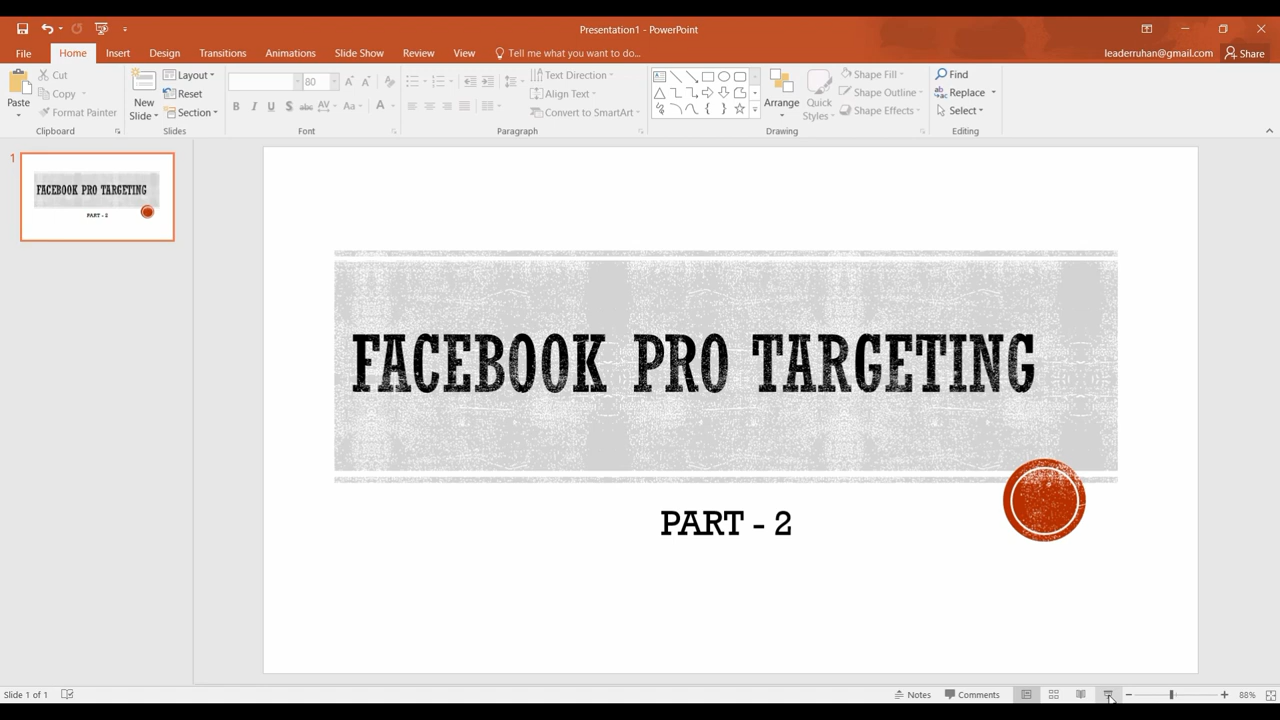 Presentation1 - PowerPoint
File Home Insert Design Transitions Animations Slide Show Review View Tell me what you want to do... leaderruhan@gmail.com Share
Paste
Cut
Copy
Format Painter
Clipboard
New Slide
Layout
Reset
Section
Slides
80
B I U S abc AV Aa A
Font
Text Direction
Align Text
Convert to SmartArt
Paragraph
Arrange
Quick Styles
Shape Fill
Shape Outline
Shape Effects
Drawing
Find
Replace
Select
Editing
1
FACEBOOK PRO TARGETING
PART - 2
FACEBOOK PRO TARGETING
PART - 2
Slide 1 of 1
Notes Comments 88%